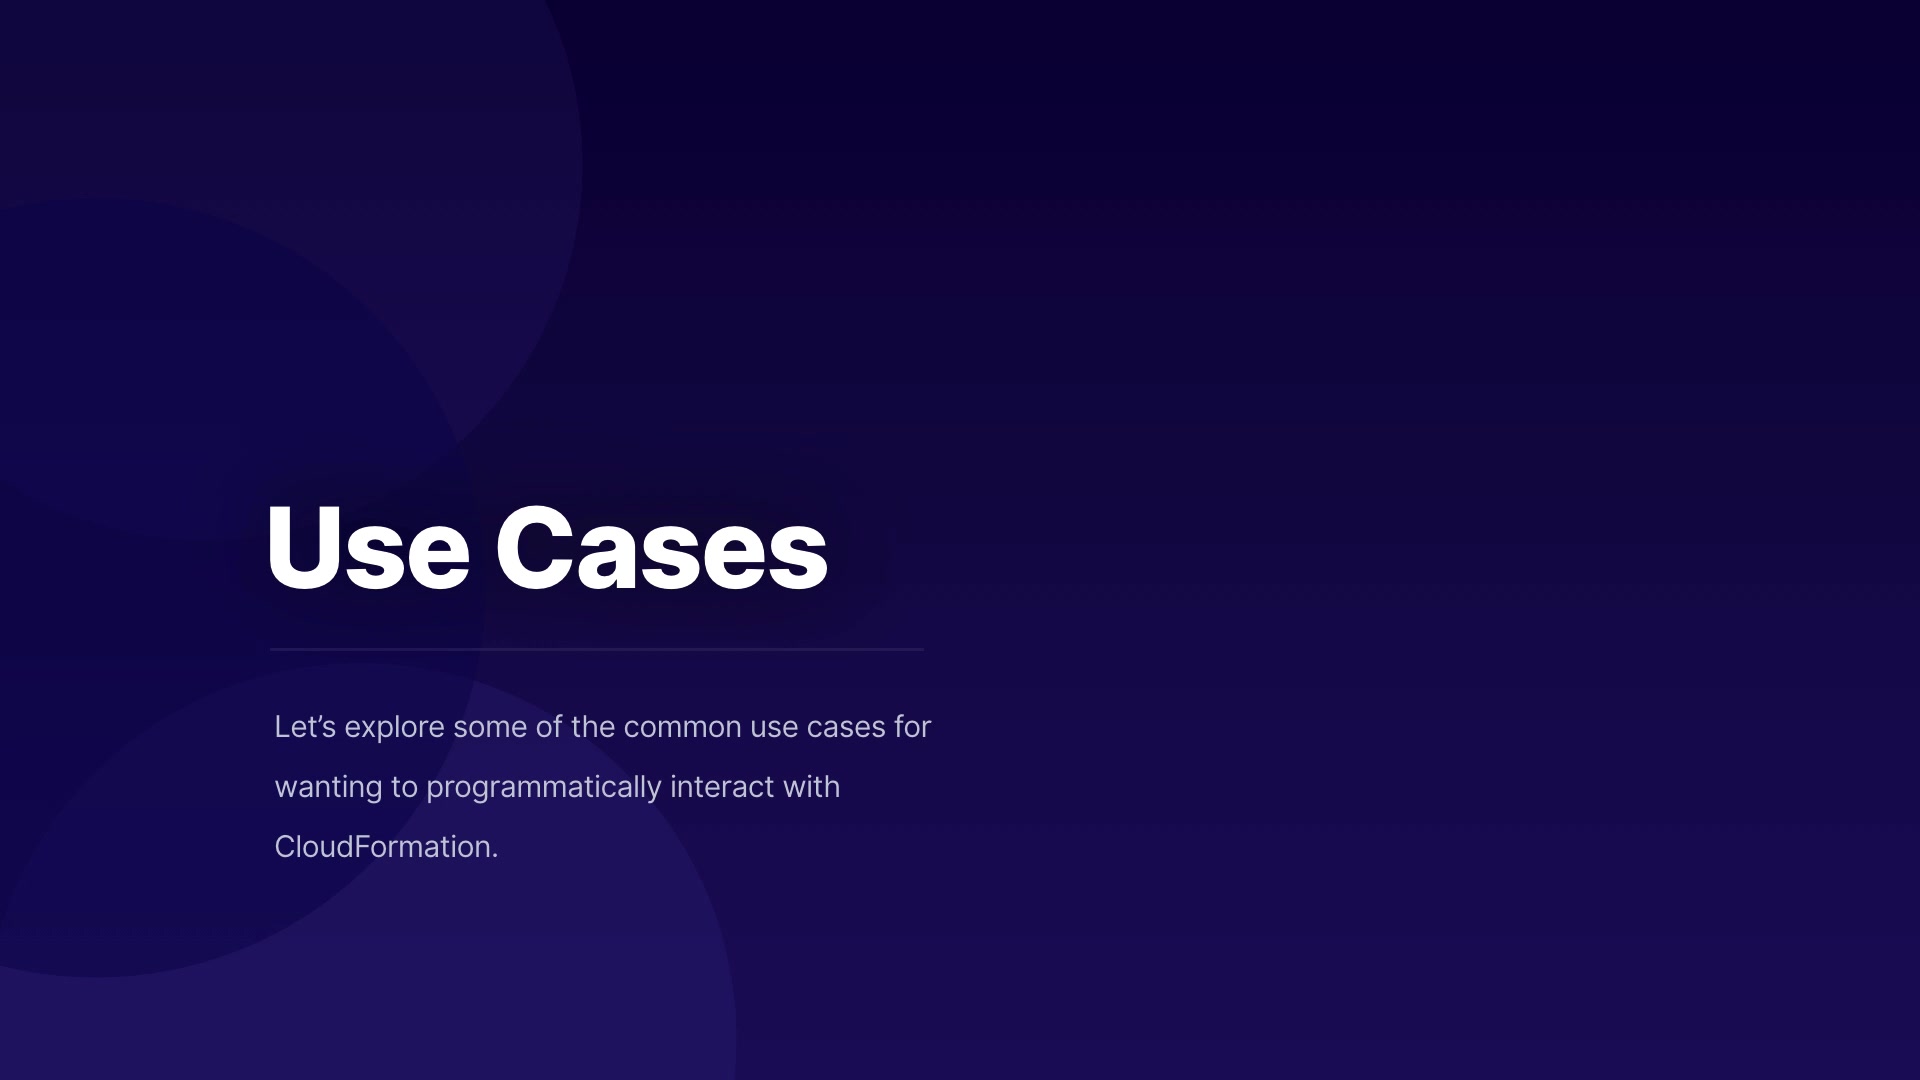 Use Cases
Let’s explore some of the common use cases for
wanting to programmatically interact with
CloudFormation.